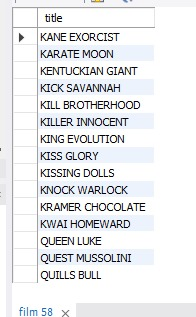 title
KANE EXORCIST
KARATE MOON
KENTUCKIAN GIANT
KICK SAVANNAH
KILL BROTHERHOOD
KILLER INNOCENT
KING EVOLUTION
KISS GLORY
KISSING DOLLS
KNOCK WARLOCK
KRAMER CHOCOLATE
KWAI HOMEWARD
QUEEN LUKE
QUEST MUSSOLINI
QUILLS BULL
film 58